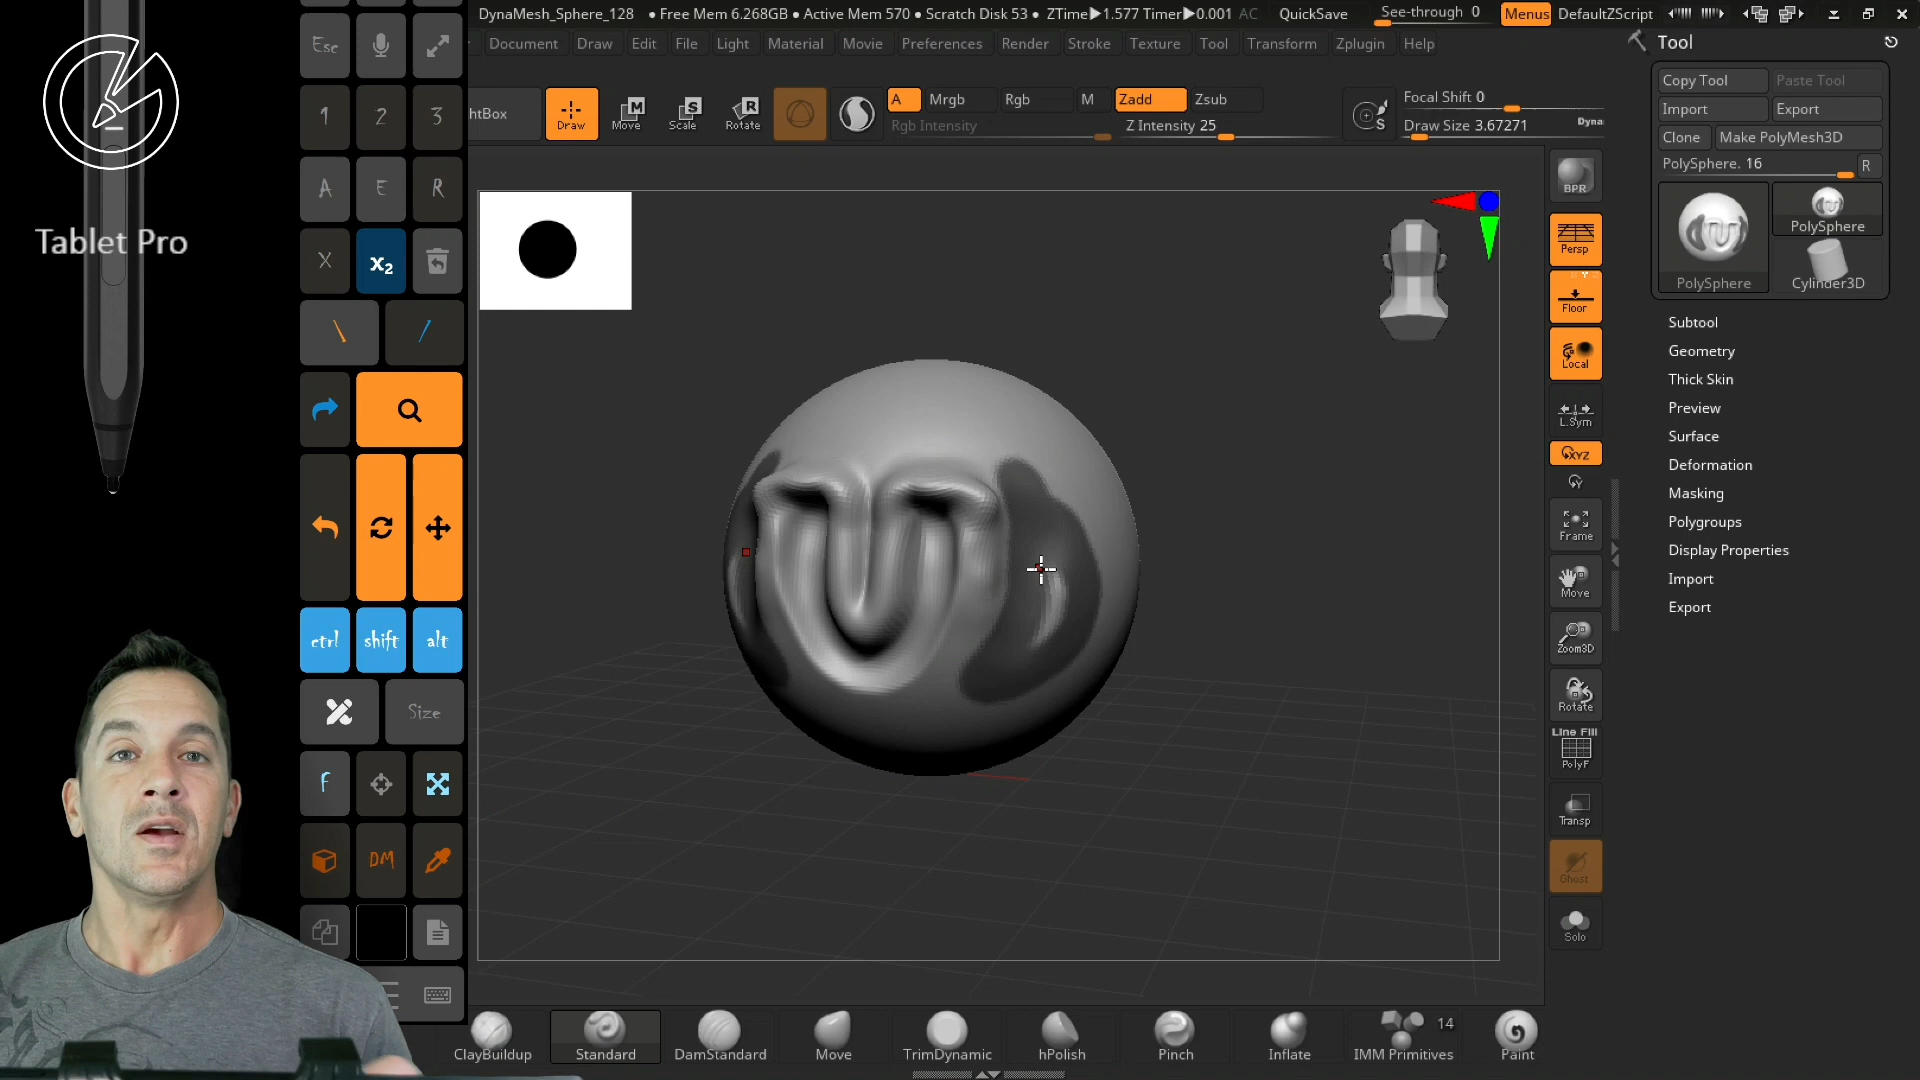 DynaMesh_Sphere_128 • Free Mem 6.268GB • Active Mem 570 • Scratch Disk 53 • ZTime▶1.577 Timer▶0.001 AC QuickSave See-through 0 Menus DefaultZScript
Document Draw Edit File Light Material Movie Preferences Render Stroke Texture Tool Transform Zplugin Help
Tool
Copy Tool Paste Tool
Import Export
Clone Make PolyMesh3D
PolySphere. 16 R
PolySphere
PolySphere Cylinder3D
Subtool
Geometry
Thick Skin
Preview
Surface
Deformation
Masking
Polygroups
Display Properties
Import
Export
htBox Draw Move Scale Rotate
M S R
A Mrgb Rgb M Zadd Zsub
Rgb Intensity Z Intensity 25
S
Focal Shift 0
Draw Size 3.67271 Dyna
Tablet Pro
Esc
1 2 3
A E R
X x2
ctrl shift alt
Size
f
DM
BPR
Persp
Floor
Local
L.Sym
XYZ
Y
Frame
Move
Zoom3D
Rotate
Line Fill
PolyF
Transp
Ghost
Solo
ClayBuildup Standard DamStandard Move TrimDynamic hPolish Pinch Inflate IMM Primitives 14 Paint